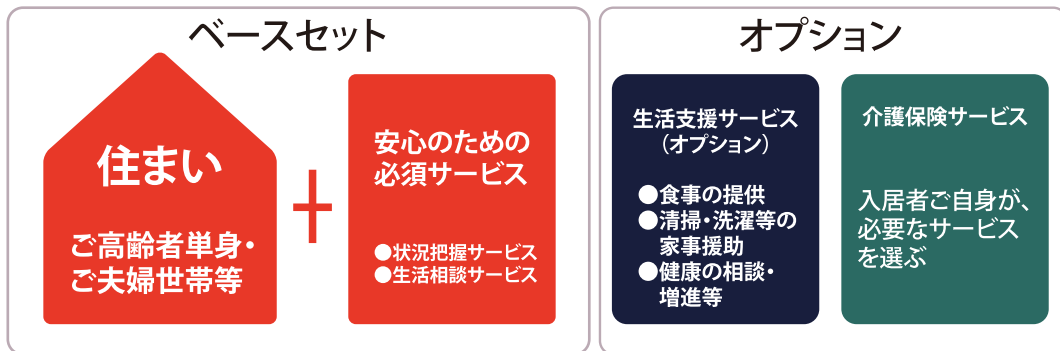 ベースセット
住まい
ご高齢者単身・
ご夫婦世帯等
＋
安心のための
必須サービス
●状況把握サービス
●生活相談サービス
オプション
生活支援サービス
（オプション）
●食事の提供
●清掃・洗濯等の
家事援助
●健康の相談・
増進等
介護保険サービス
入居者ご自身が、
必要なサービス
を選ぶ